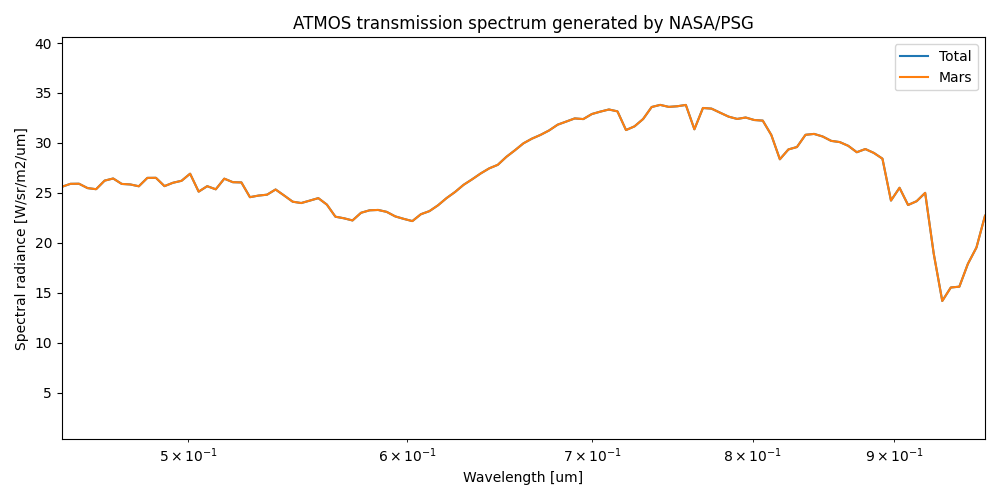 ATMOS transmission spectrum generated by NASA/PSG
Total
Mars
Spectral radiance [W/sr/m2/um]
40
35
30
25
20
15
10
5
5 × 10⁻¹
6 × 10⁻¹
7 × 10⁻¹
8 × 10⁻¹
9 × 10⁻¹
Wavelength [um]